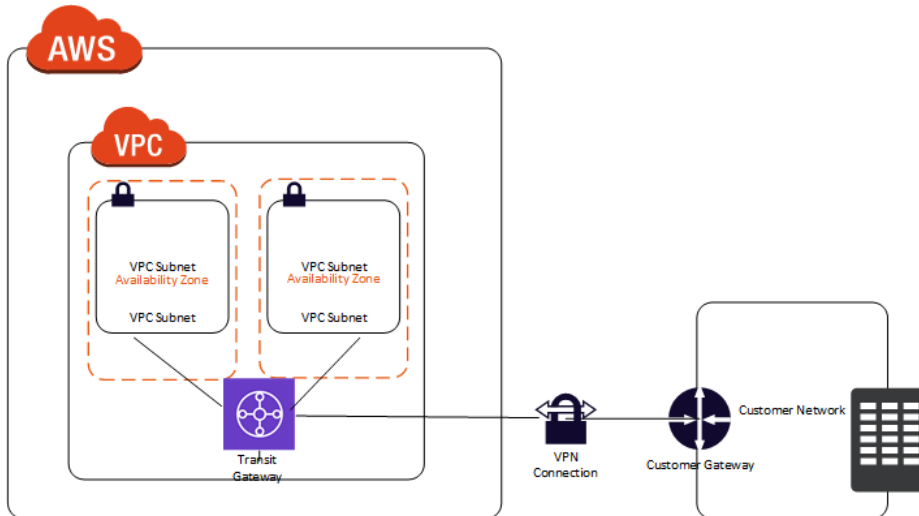 AWS
VPC
VPC Subnet
Availability Zone
VPC Subnet
VPC Subnet
Availability Zone
VPC Subnet
Transit
Gateway
VPN
Connection
Customer Gateway
Customer Network